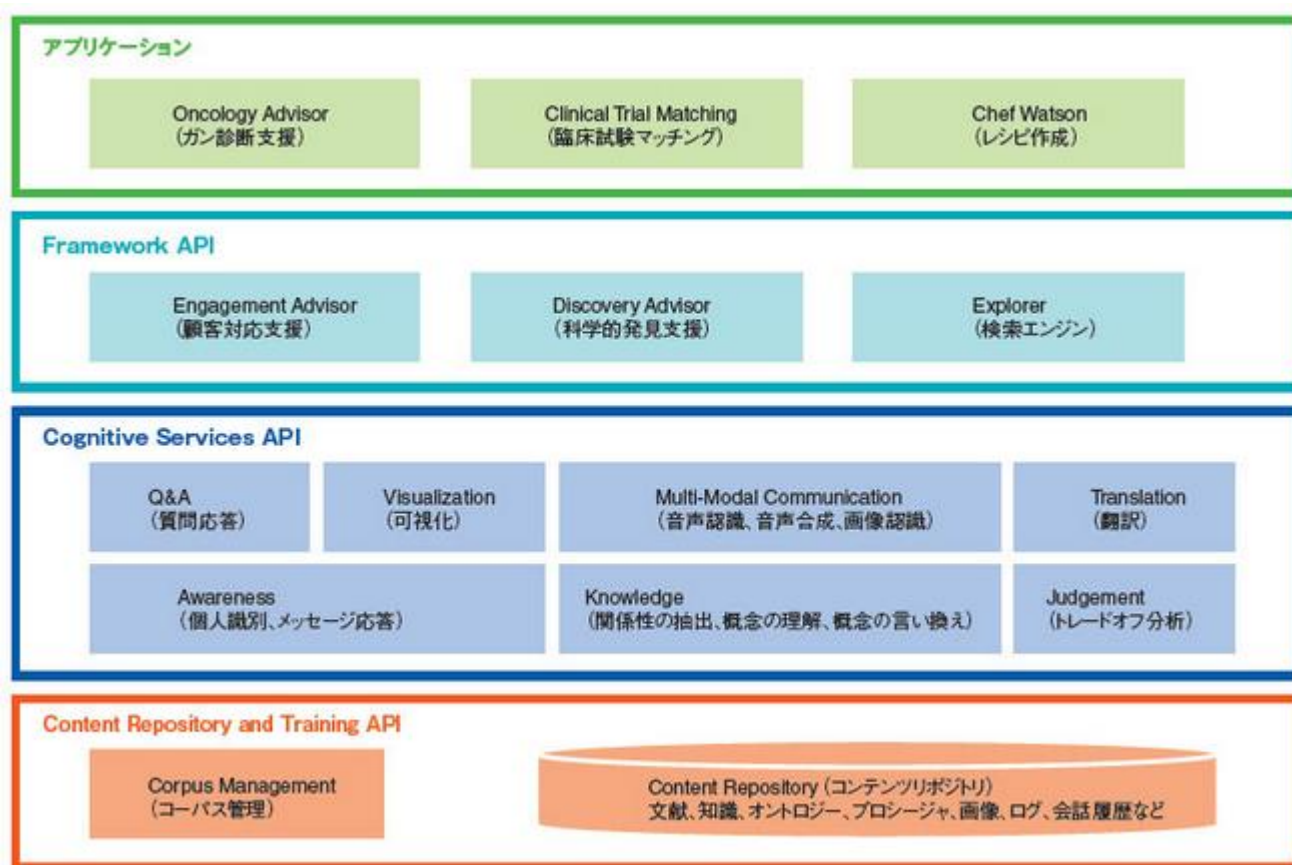 アプリケーション
Oncology Advisor
（ガン診断支援）
Clinical Trial Matching
（臨床試験マッチング）
Chef Watson
（レシピ作成）
Framework API
Engagement Advisor
（顧客対応支援）
Discovery Advisor
（科学的発見支援）
Explorer
（検索エンジン）
Cognitive Services API
Q&A
（質問応答）
Visualization
（可視化）
Multi-Modal Communication
（音声認識、音声合成、画像認識）
Translation
（翻訳）
Awareness
（個人識別、メッセージ応答）
Knowledge
（関係性の抽出、概念の理解、概念の言い換え）
Judgement
（トレードオフ分析）
Content Repository and Training API
Corpus Management
（コーパス管理）
Content Repository（コンテンツリポジトリ）
文献、知識、オントロジー、プロシージャ、画像、ログ、会話履歴など